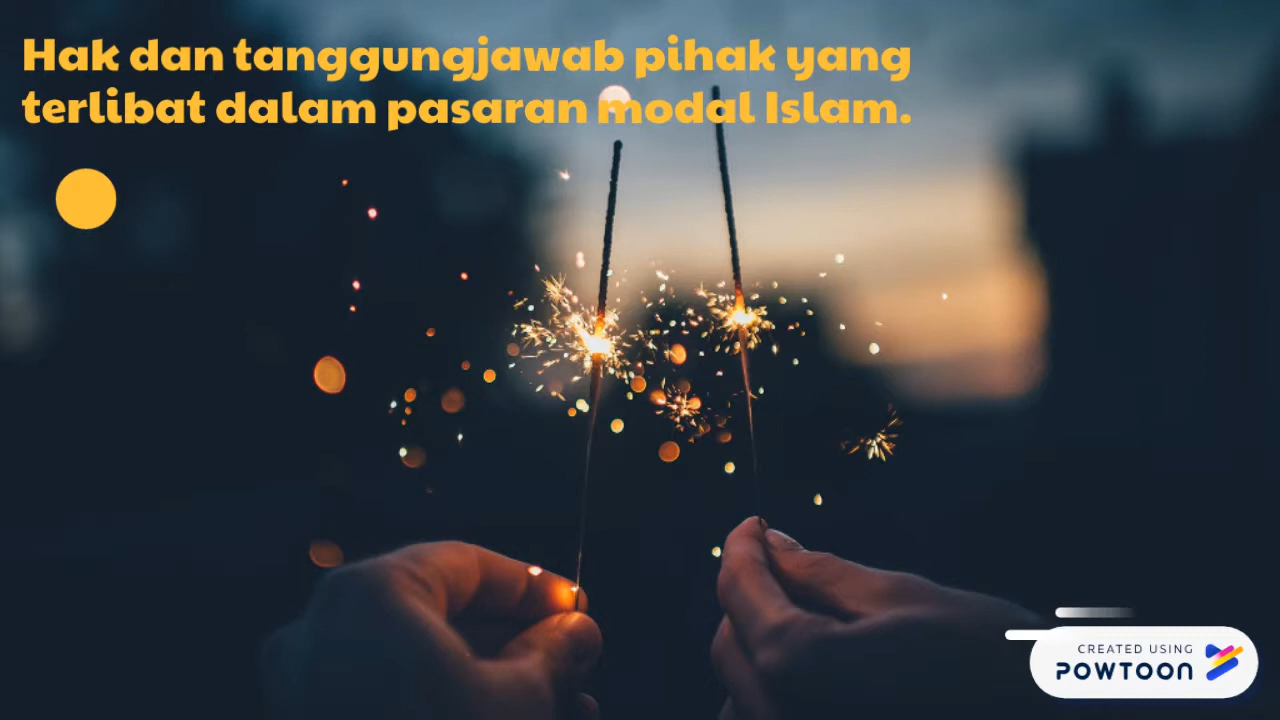 Hak dan tanggungjawab pihak yang
terlibat dalam pasaran modal Islam.
CREATED USING
POWTOON